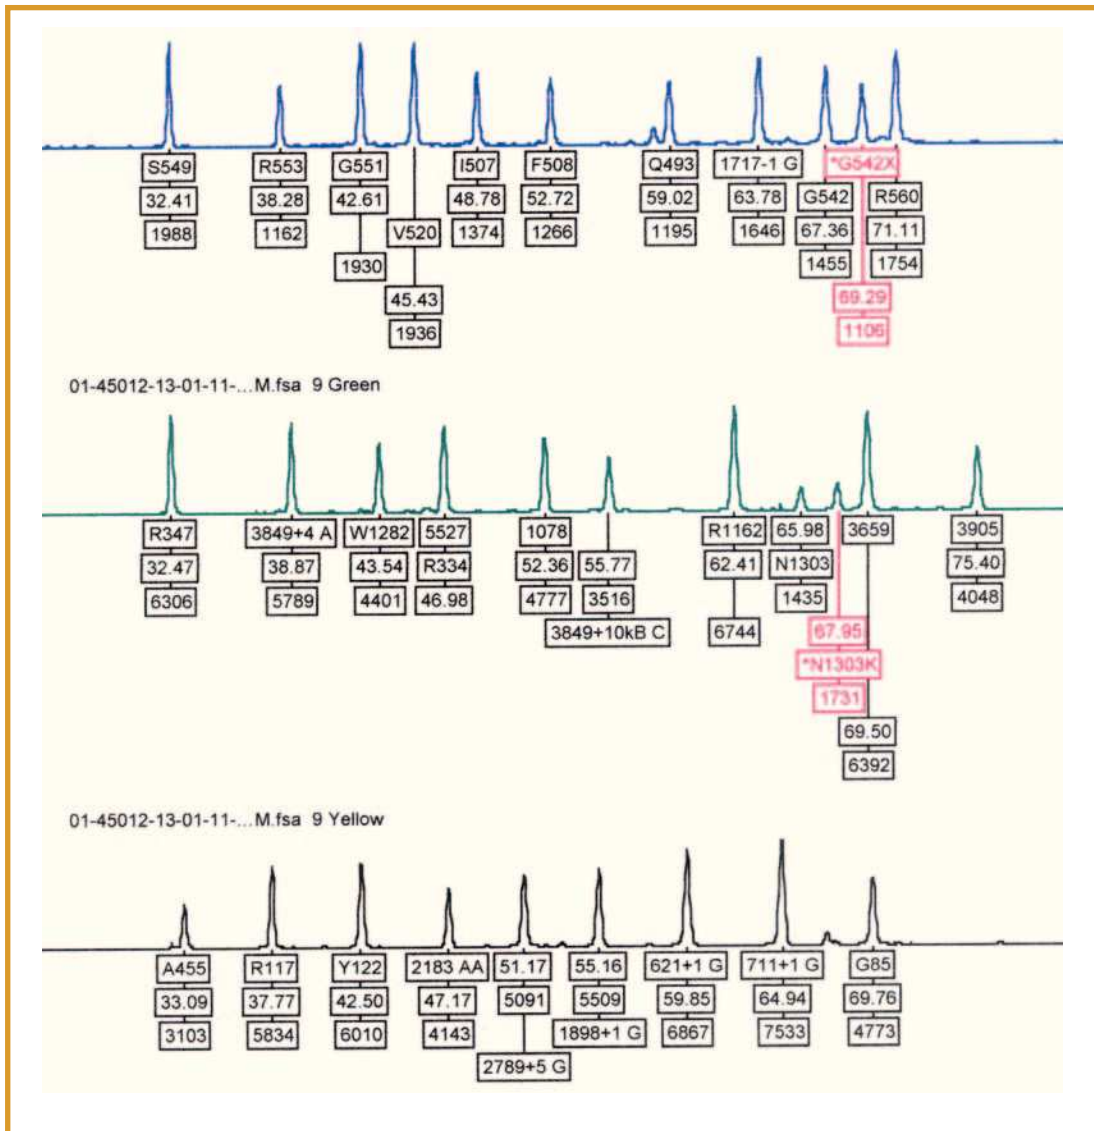 S549 R553 G551 I507 F508 Q493 1717-1 G *G542X
32.41 38.28 42.61 V520 48.78 52.72 59.02 63.78 G542 R560
1988 1162 1930 1374 1266 1195 1646 67.36 71.11
1455 1754
45.43 69.29
1936 1106
01-45012-13-01-11-...M.fsa 9 Green
R347 3849+4 A W1282 5527 1078 55.77 R1162 65.98 3659 3905
32.47 38.87 43.54 R334 52.36 3516 62.41 N1303 75.40
6306 5789 4401 46.98 4777 3849+10kB C 6744 1435 4048
67.95
*N1303K
1731
69.50
6392
01-45012-13-01-11-...M.fsa 9 Yellow
A455 R117 Y122 2183 AA 51.17 55.16 621+1 G 711+1 G G85
33.09 37.77 42.50 47.17 5091 5509 59.85 64.94 69.76
3103 5834 6010 4143 1898+1 G 6867 7533 4773
2789+5 G